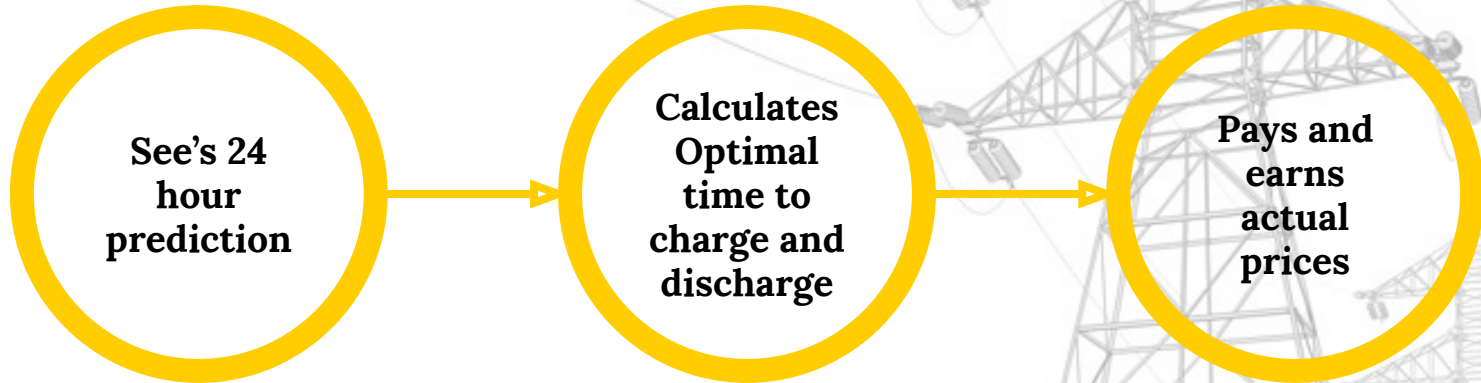 See’s 24
hour
prediction
Calculates
Optimal
time to
charge and
discharge
Pays and
earns
actual
prices